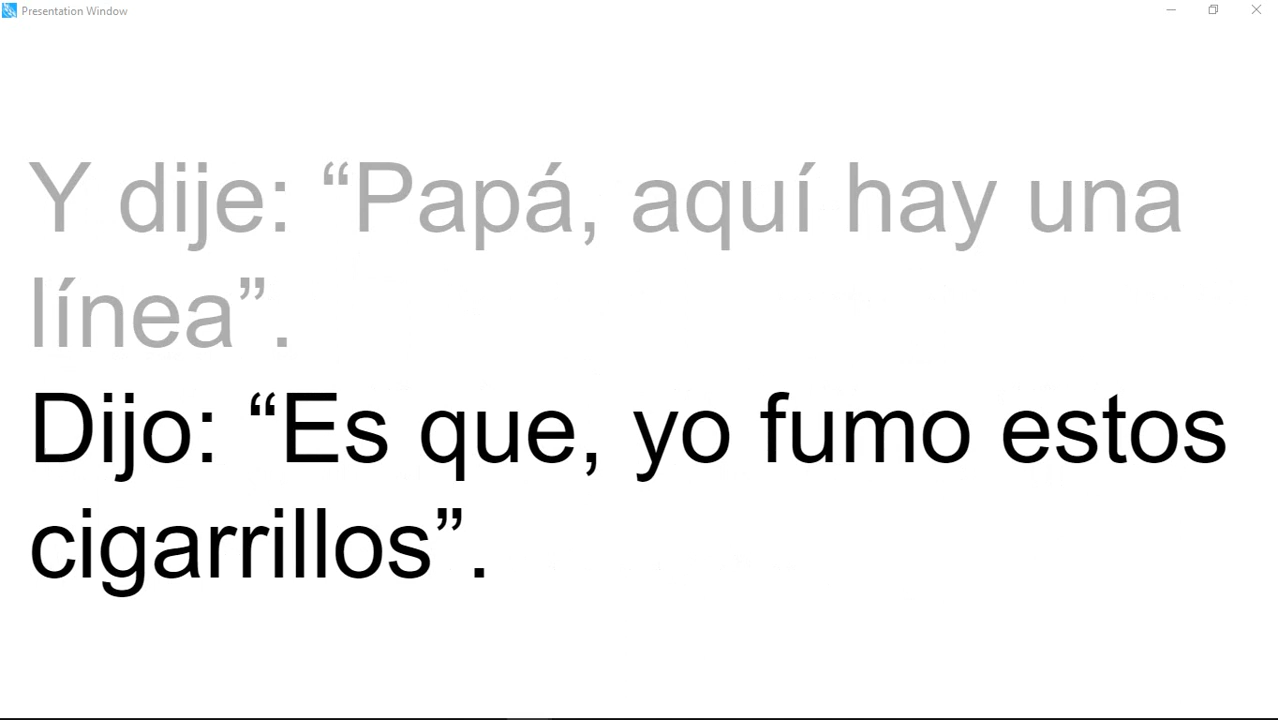 Presentation Window
Y dije: “Papá, aquí hay una
línea”.
Dijo: “Es que, yo fumo estos
cigarrillos”.